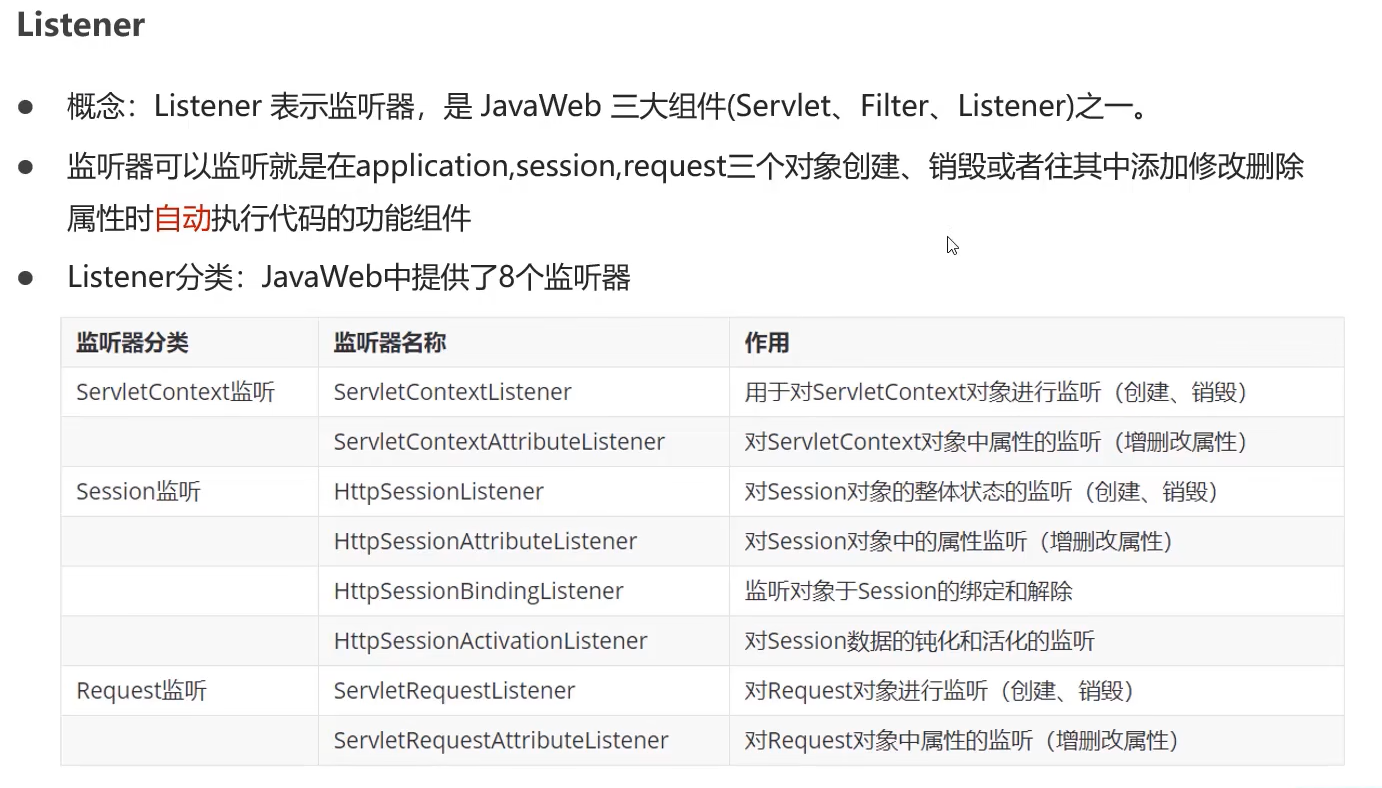 Listener
● 概念：Listener 表示监听器，是 JavaWeb 三大组件(Servlet、Filter、Listener)之一。
● 监听器可以监听就是在application,session,request三个对象创建、销毁或者往其中添加修改删除
属性时自动执行代码的功能组件
● Listener分类：JavaWeb中提供了8个监听器
监听器分类 监听器名称 作用
ServletContext监听 ServletContextListener 用于对ServletContext对象进行监听（创建、销毁）
ServletContextAttributeListener 对ServletContext对象中属性的监听（增删改属性）
Session监听 HttpSessionListener 对Session对象的整体状态的监听（创建、销毁）
HttpSessionAttributeListener 对Session对象中的属性监听（增删改属性）
HttpSessionBindingListener 监听对象于Session的绑定和解除
HttpSessionActivationListener 对Session数据的钝化和活化的监听
Request监听 ServletRequestListener 对Request对象进行监听（创建、销毁）
ServletRequestAttributeListener 对Request对象中属性的监听（增删改属性）